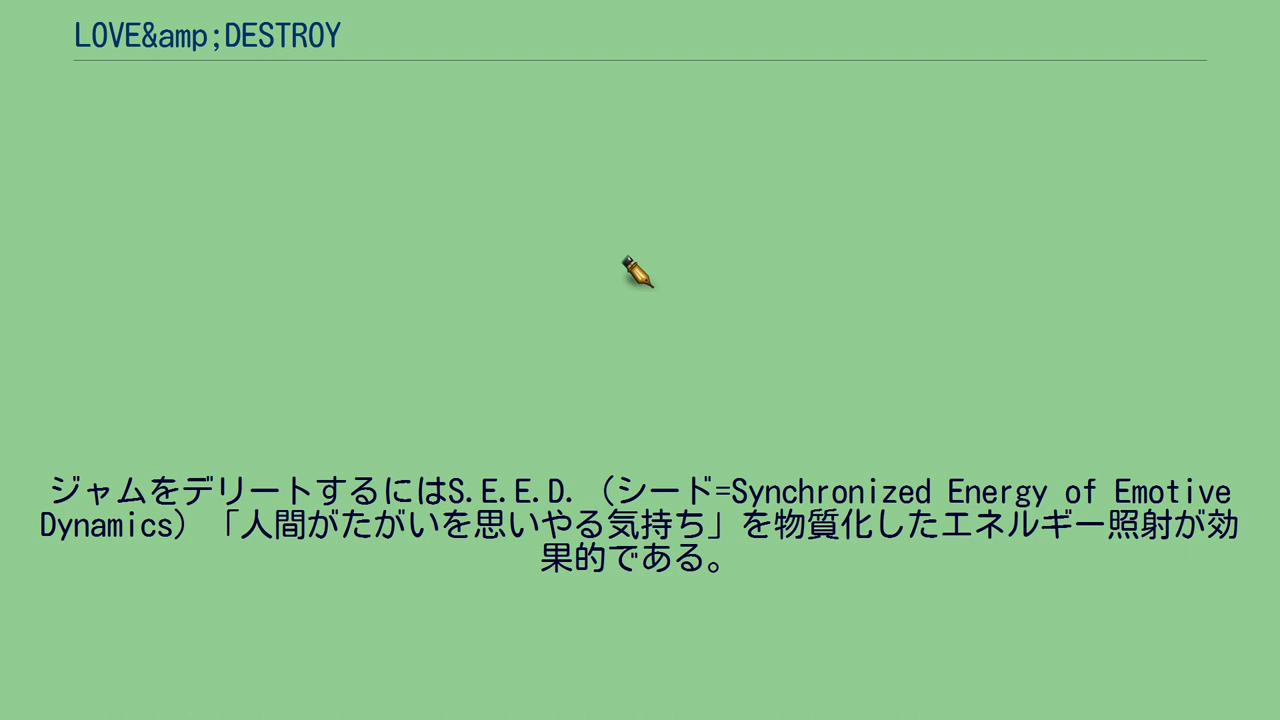 LOVE&amp;DESTROY
ジャムをデリートするにはS.E.E.D.（シード=Synchronized Energy of Emotive
Dynamics）「人間がたがいを思いやる気持ち」を物質化したエネルギー照射が効
果的である。